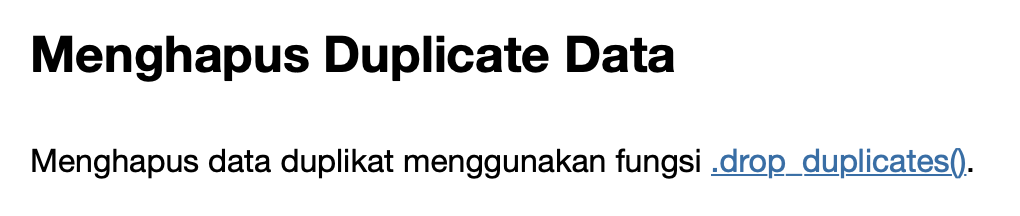 Menghapus Duplicate Data
Menghapus data duplikat menggunakan fungsi .drop_duplicates().